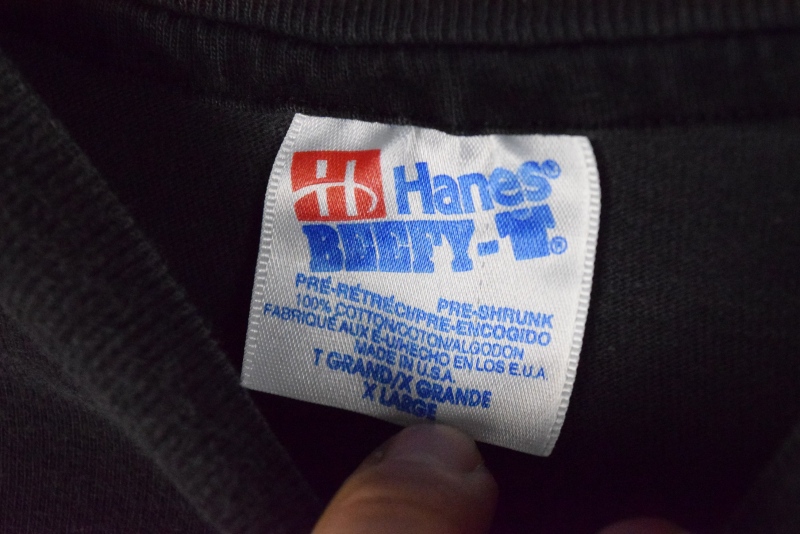 H Hanes®
BEEFY-T®
PRE-SHRUNK
PRÉ-RÉTRÉCI/PRE-ENCOGIDO
100% COTTON/COTON/ALGODON
FABRIQUÉ AUX É-U/HECHO EN LOS E.U.A.
MADE IN U.S.A.
T GRAND/X GRANDE
X LARGE